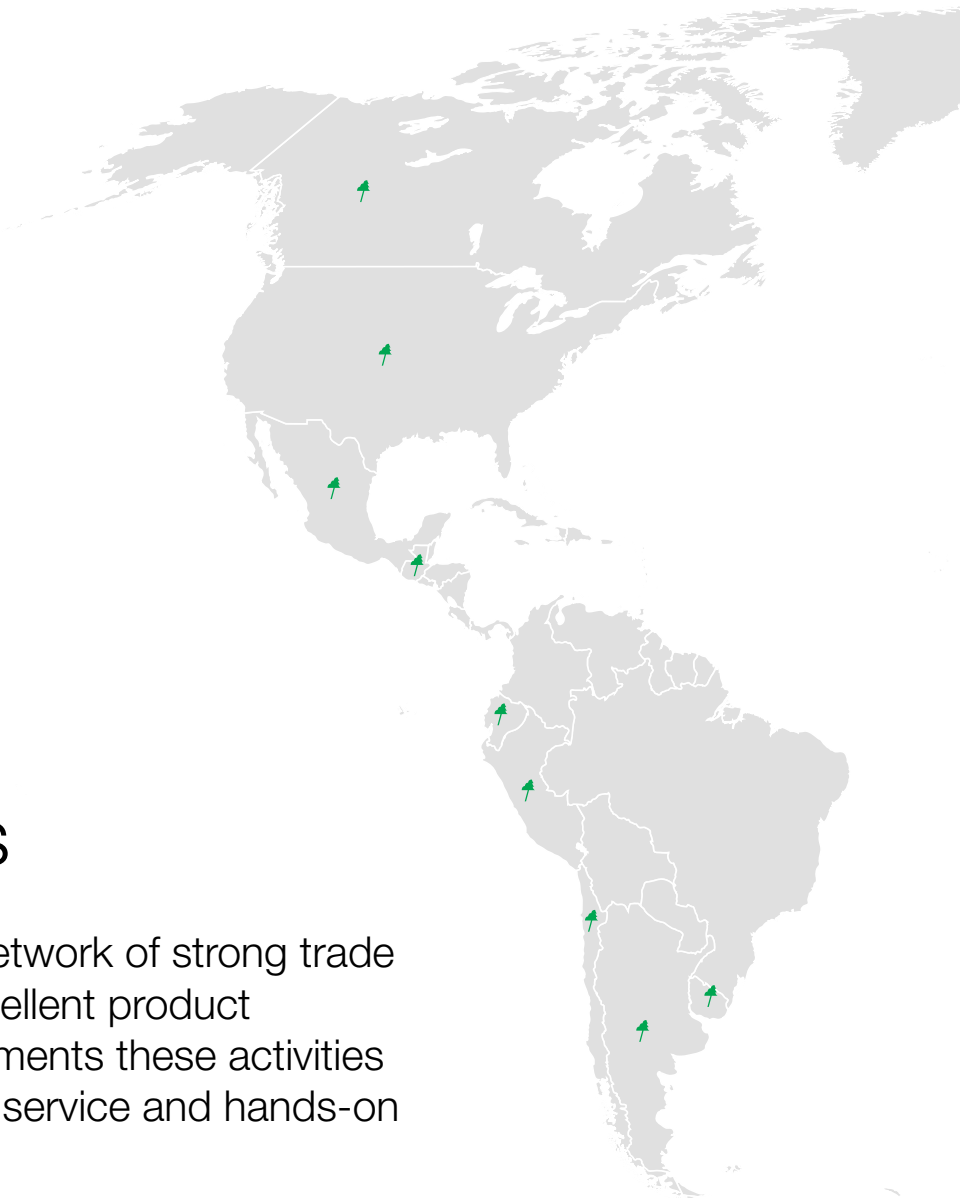 s
etwork of strong trade
ellent product
ments these activities
service and hands-on